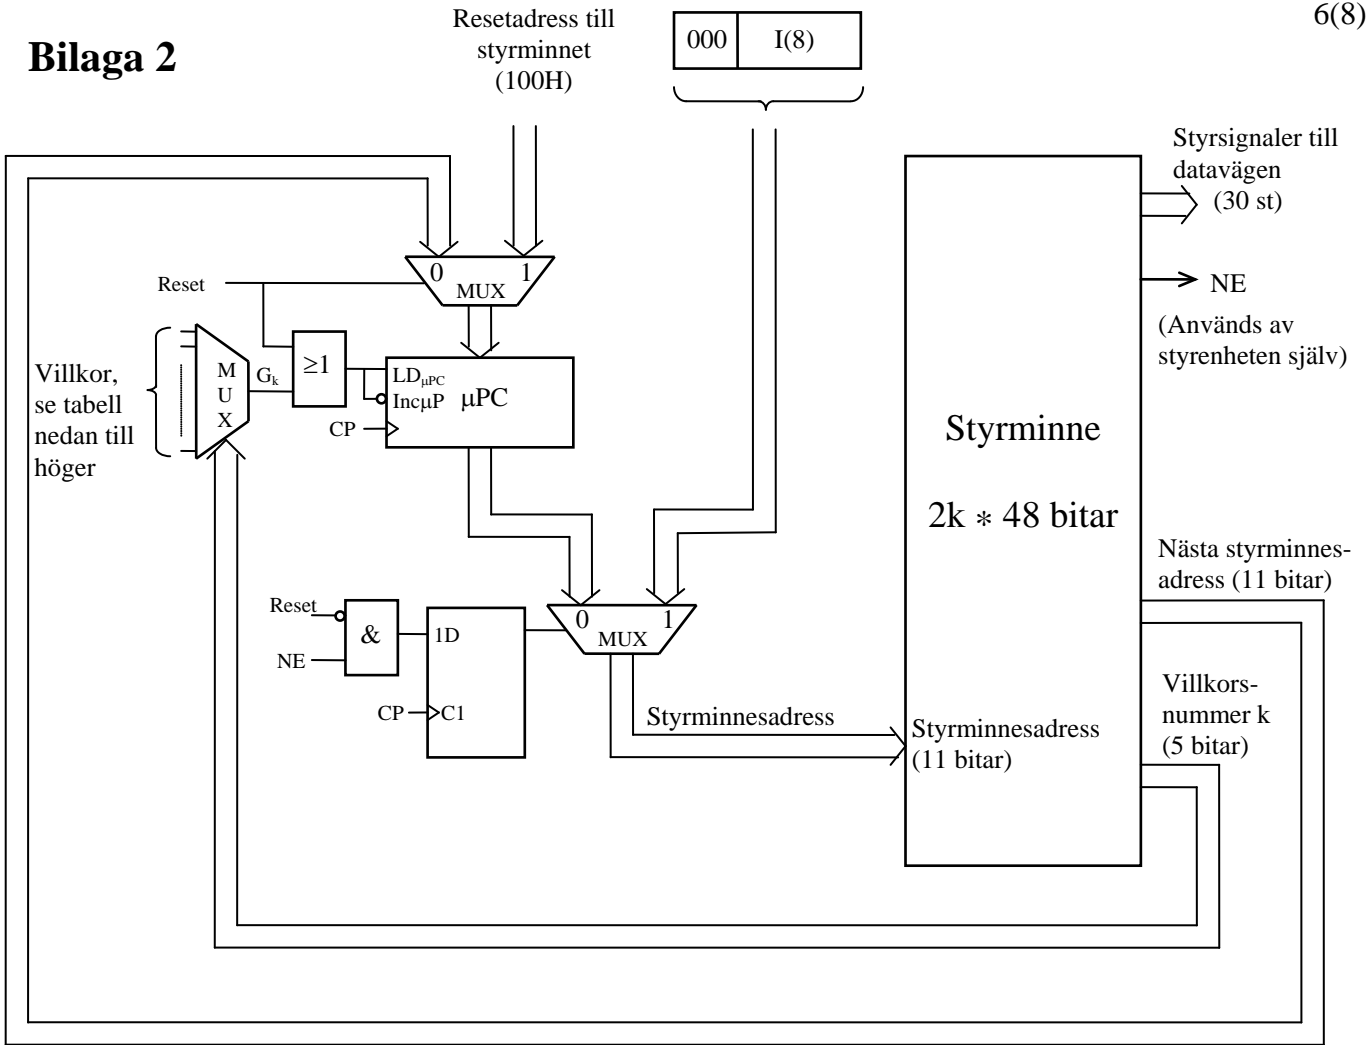 6(8)
Bilaga 2
Resetadress till
styrminnet
(100H)
000 I(8)
Styrsignaler till
datavägen
(30 st)
NE
(Används av
styrenheten själv)
0 1
MUX
Reset
Villkor,
se tabell
nedan till
höger
M
U
X
Gk
≥1
LDμPC
IncμP
μPC
CP
Styrminne
2k ∗ 48 bitar
Nästa styrminnes-
adress (11 bitar)
Reset
NE
&
1D
CP
C1
0 1
MUX
Styrminnesadress
Styrminnesadress
(11 bitar)
Villkors-
nummer k
(5 bitar)